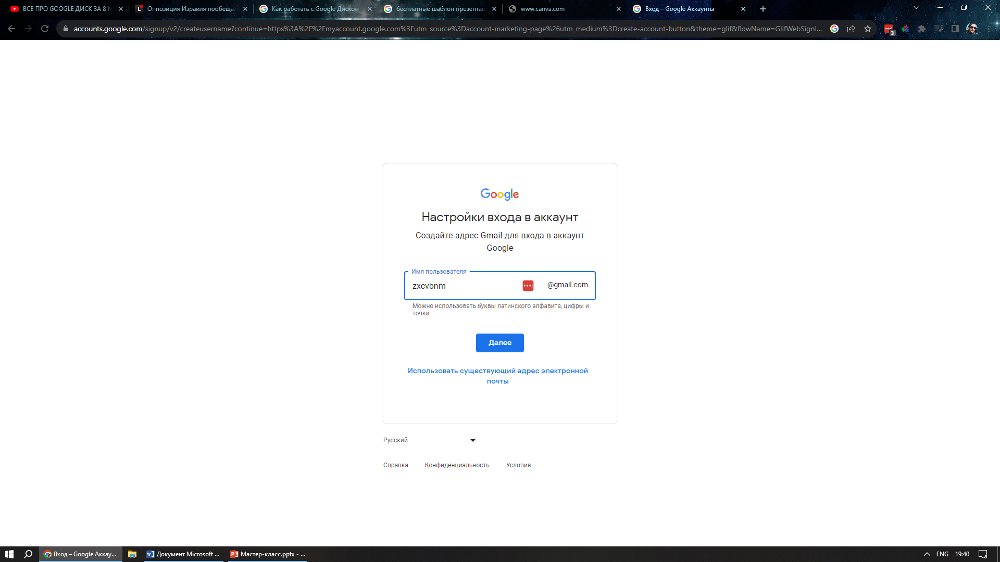 ВСЕ ПРО GOOGLE ДИСК ЗА 8
Оппозиция Израиля пообеща
Как работать с Google Диском
бесплатные шаблон презентац
www.canva.com
Вход – Google Аккаунты
accounts.google.com/signup/v2/createusername?continue=https%3A%2F%2Fmyaccount.google.com%3Futm_source%3Daccount-marketing-page%26utm_medium%3Dcreate-account-button&theme=glif&flowName=GlifWebSignI...
3
Google
Настройки входа в аккаунт
Создайте адрес Gmail для входа в аккаунт
Google
Имя пользователя
zxcvbnm
@gmail.com
Можно использовать буквы латинского алфавита, цифры и
точки.
Далее
Использовать существующий адрес электронной
почты
Русский
Справка
Конфиденциальность
Условия
Вход – Google Аккау...
Документ Microsoft ...
Мастер-класс.pptx - ...
ENG
19:40